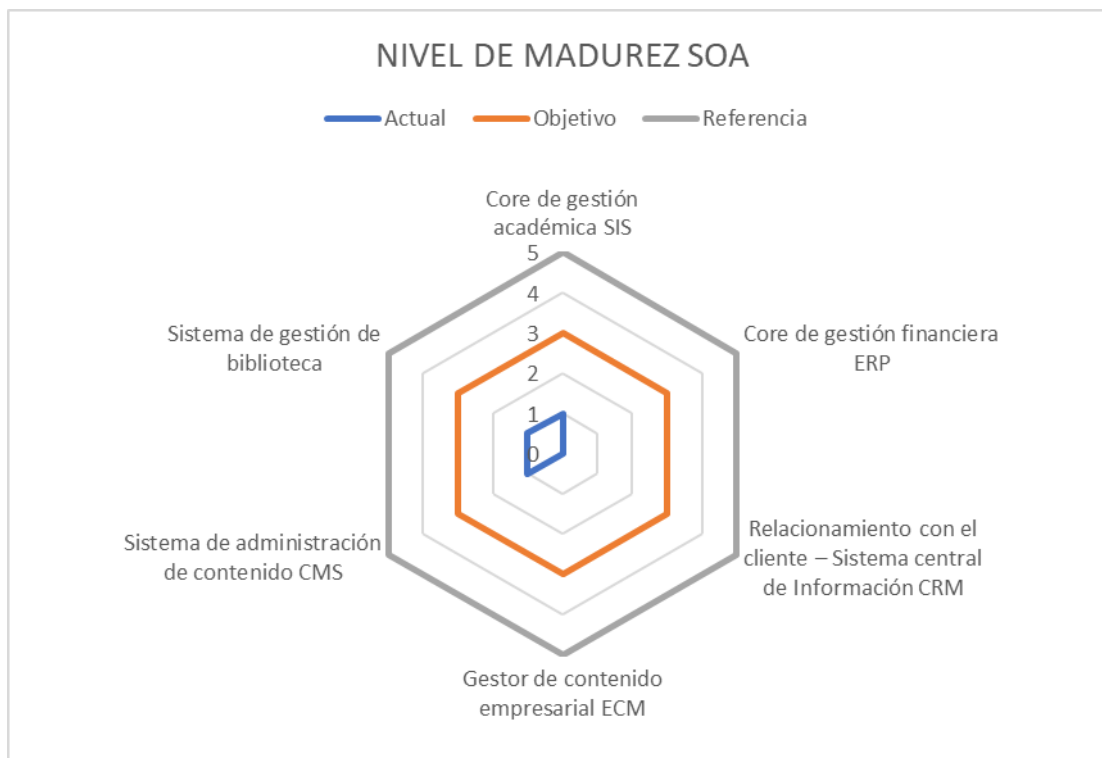 NIVEL DE MADUREZ SOA
Actual Objetivo Referencia
Core de gestión
académica SIS
5
4
3
2
1
0
Core de gestión financiera
ERP
Relacionamiento con el
cliente – Sistema central
de Información CRM
Gestor de contenido
empresarial ECM
Sistema de administración
de contenido CMS
Sistema de gestión de
biblioteca